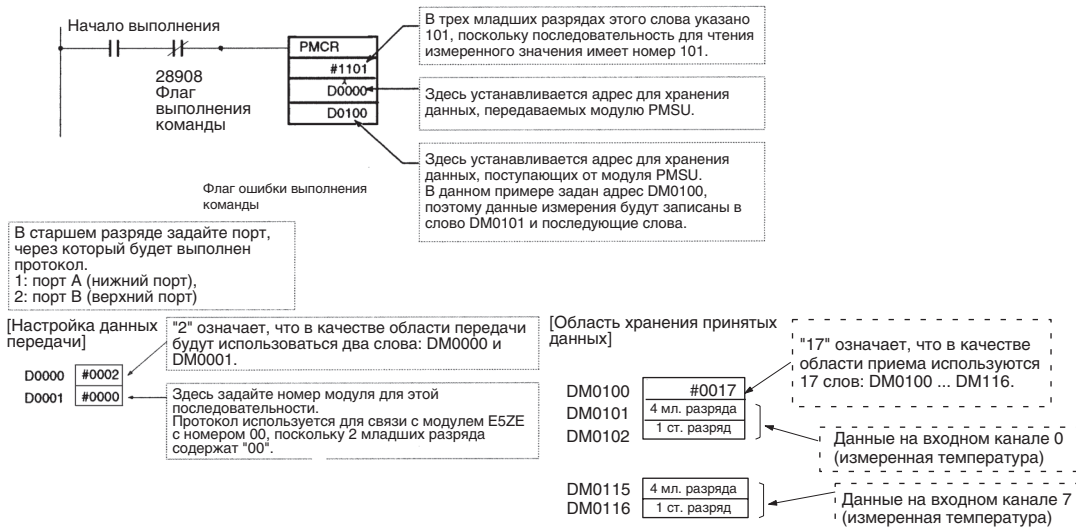 Начало выполнения
28908
Флаг
выполнения
команды
PMCR
#1101
D0000
D0100
В трех младших разрядах этого слова указано
101, поскольку последовательность для чтения
измеренного значения имеет номер 101.
Здесь устанавливается адрес для хранения
данных, передаваемых модулю PMSU.
Здесь устанавливается адрес для хранения
данных, поступающих от модуля PMSU.
В данном примере задан адрес DM0100,
поэтому данные измерения будут записаны в
слово DM0101 и последующие слова.
Флаг ошибки выполнения
команды
В старшем разряде задайте порт,
через который будет выполнен
протокол.
1: порт A (нижний порт),
2: порт B (верхний порт)
[Настройка данных
передачи]
D0000 #0002
D0001 #0000
"2" означает, что в качестве области передачи
будут использоваться два слова: DM0000 и
DM0001.
Здесь задайте номер модуля для этой
последовательности.
Протокол используется для связи с модулем E5ZE
с номером 00, поскольку 2 младших разряда
содержат "00".
[Область хранения принятых
данных]
DM0100 #0017
DM0101 4 мл. разряда
DM0102 1 ст. разряд
"17" означает, что в качестве
области приема используются
17 слов: DM0100 ... DM116.
Данные на входном канале 0
(измеренная температура)
DM0115 4 мл. разряда
DM0116 1 ст. разряд
Данные на входном канале 7
(измеренная температура)